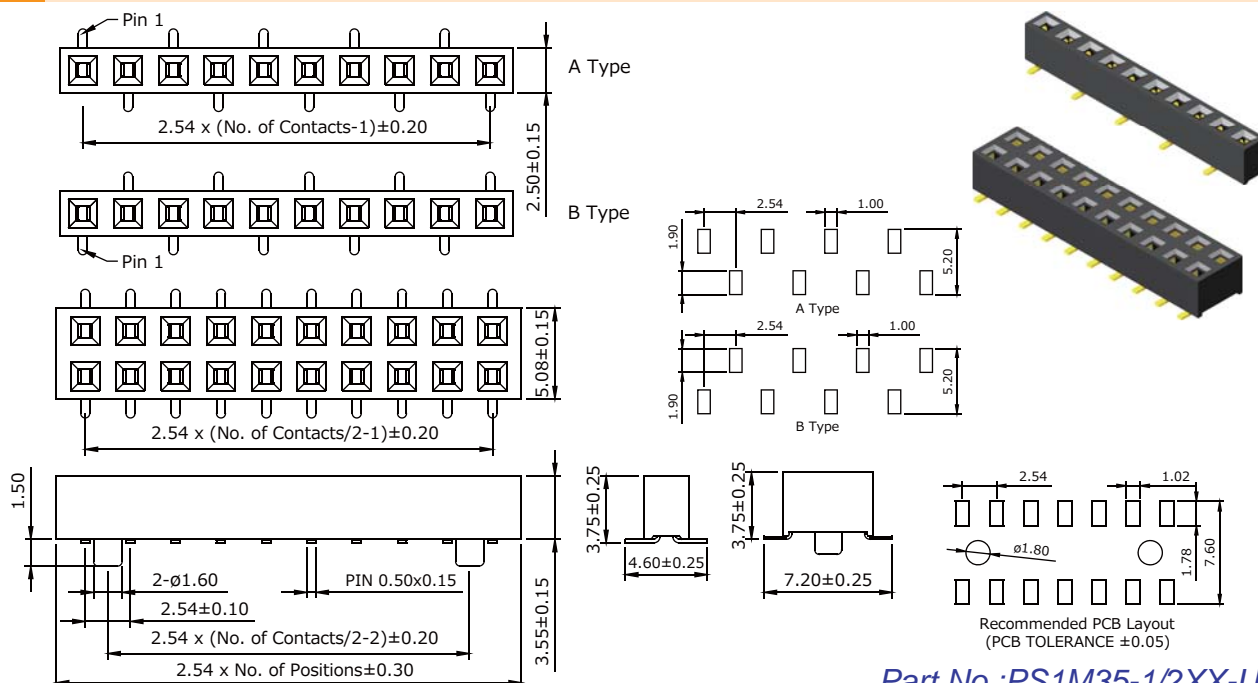 Pin 1
A Type
2.54 x (No. of Contacts-1)±0.20
2.50±0.15
B Type
Pin 1
2.54
1.00
1.90
5.20
A Type
2.54
1.00
1.90
5.20
B Type
5.08±0.15
2.54 x (No. of Contacts/2-1)±0.20
1.50
2-ø1.60
PIN 0.50x0.15
2.54±0.10
2.54 x (No. of Contacts/2-2)±0.20
2.54 x No. of Positions±0.30
3.55±0.15
3.75±0.25
4.60±0.25
3.75±0.25
7.20±0.25
2.54
1.02
ø1.80
1.78
7.60
Recommended PCB Layout
(PCB TOLERANCE ±0.05)
Part No.:PS1M35-1/2XX-U